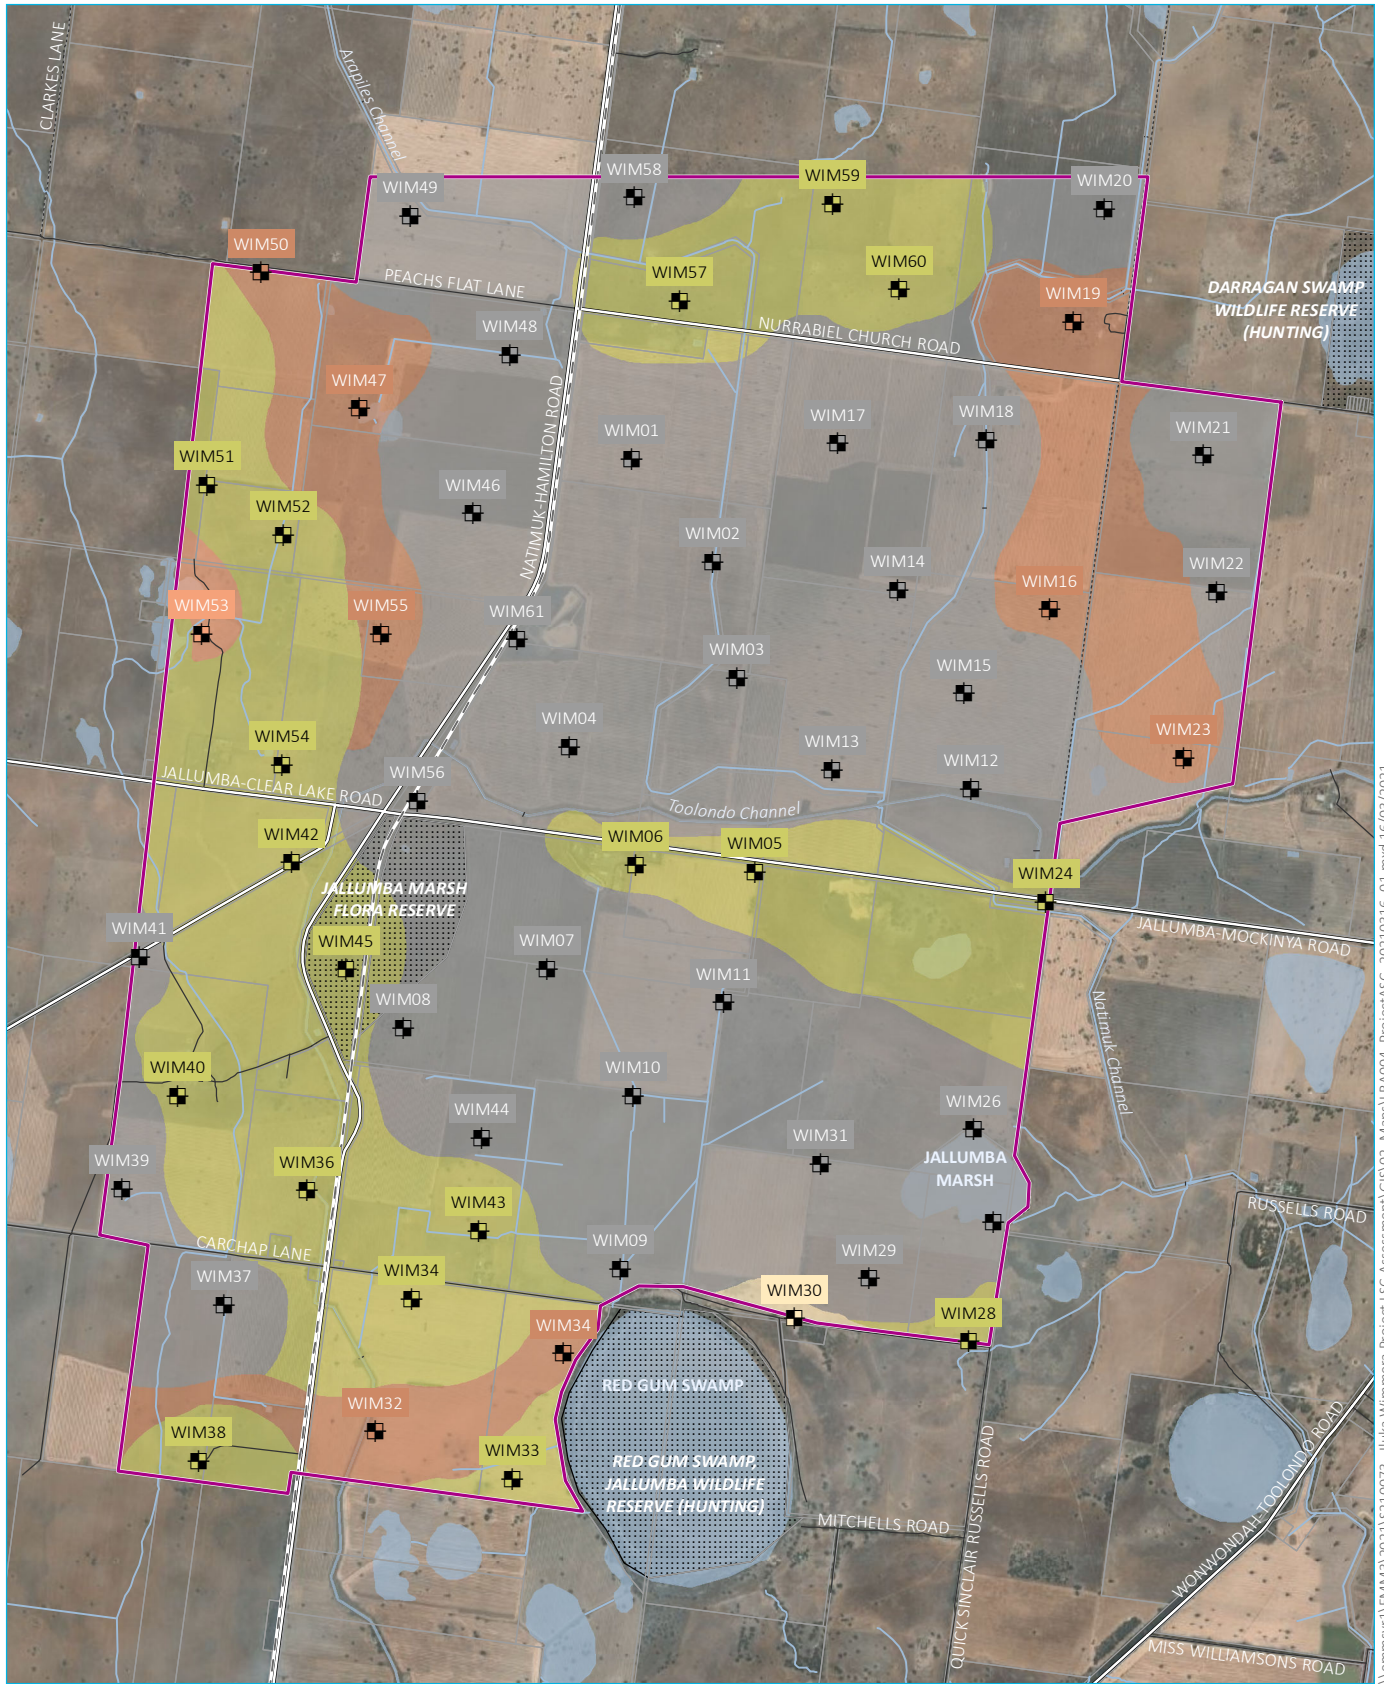 CLARKES LANE
Arapiles Channel
WIM58
WIM59
WIM20
WIM49
WIM50
WIM57
WIM60
WIM19
PEACHS FLAT LANE
DARRAGAN SWAMP
WILDLIFE RESERVE
(HUNTING)
WIM48
NURRABIEL CHURCH ROAD
WIM47
NATIMUK-HAMILTON ROAD
WIM01
WIM17
WIM18
WIM21
WIM51
WIM46
WIM52
WIM02
WIM14
WIM22
WIM53
WIM55
WIM61
WIM16
WIM03
WIM15
WIM04
WIM54
WIM13
WIM12
WIM23
JALLUMBA-CLEAR LAKE ROAD
WIM56
Toolondo Channel
WIM42
WIM06
WIM05
WIM24
JALLUMBA MARSH
FLORA RESERVE
WIM41
WIM45
WIM07
JALLUMBA-MOCKINYA ROAD
WIM11
WIM08
Natimuk Channel
WIM40
WIM10
WIM26
WIM44
WIM31
JALLUMBA
MARSH
WIM39
WIM36
WIM43
RUSSELLS ROAD
CARCHAP LANE
WIM09
WIM29
WIM37
WIM34
WIM30
WIM28
WIM34
RED GUM SWAMP
WIM32
WIM38
WIM33
RED GUM SWAMP,
JALLUMBA WILDLIFE
RESERVE (HUNTING)
MITCHELLS ROAD
QUICK SINCLAIR RUSSELLS ROAD
WONWONDAH-TOOLONDO ROAD
MISS WILLIAMSONS ROAD